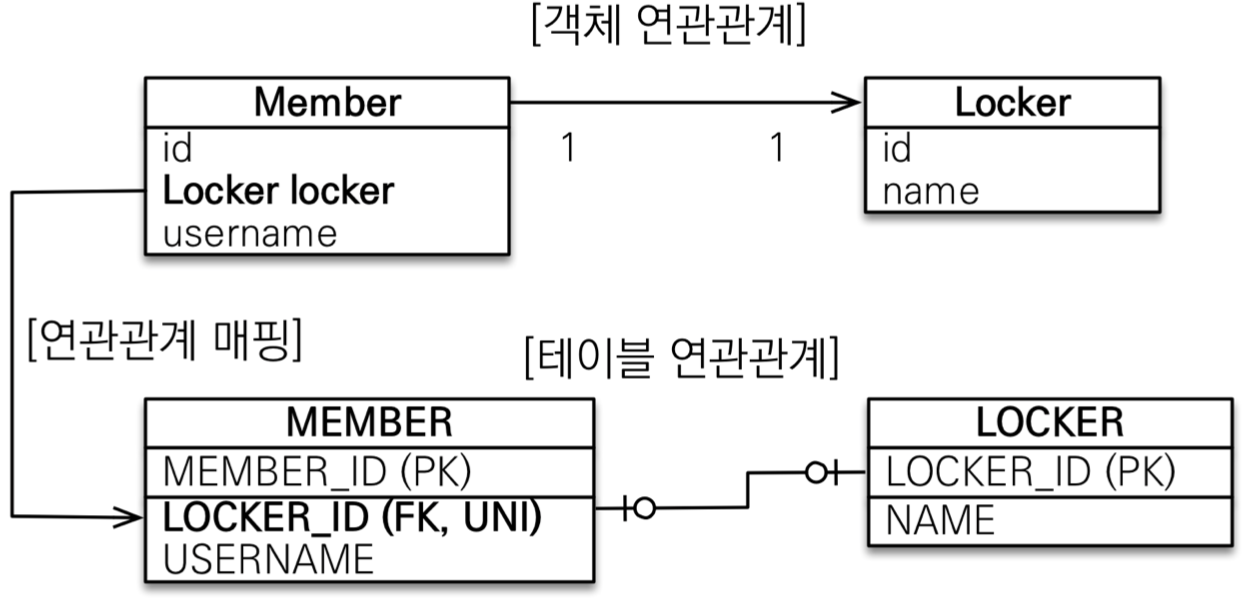 [객체 연관관계]
Member
id
Locker locker
username
1
1
Locker
id
name
[연관관계 매핑]
[테이블 연관관계]
MEMBER
MEMBER_ID (PK)
LOCKER_ID (FK, UNI)
USERNAME
LOCKER
LOCKER_ID (PK)
NAME